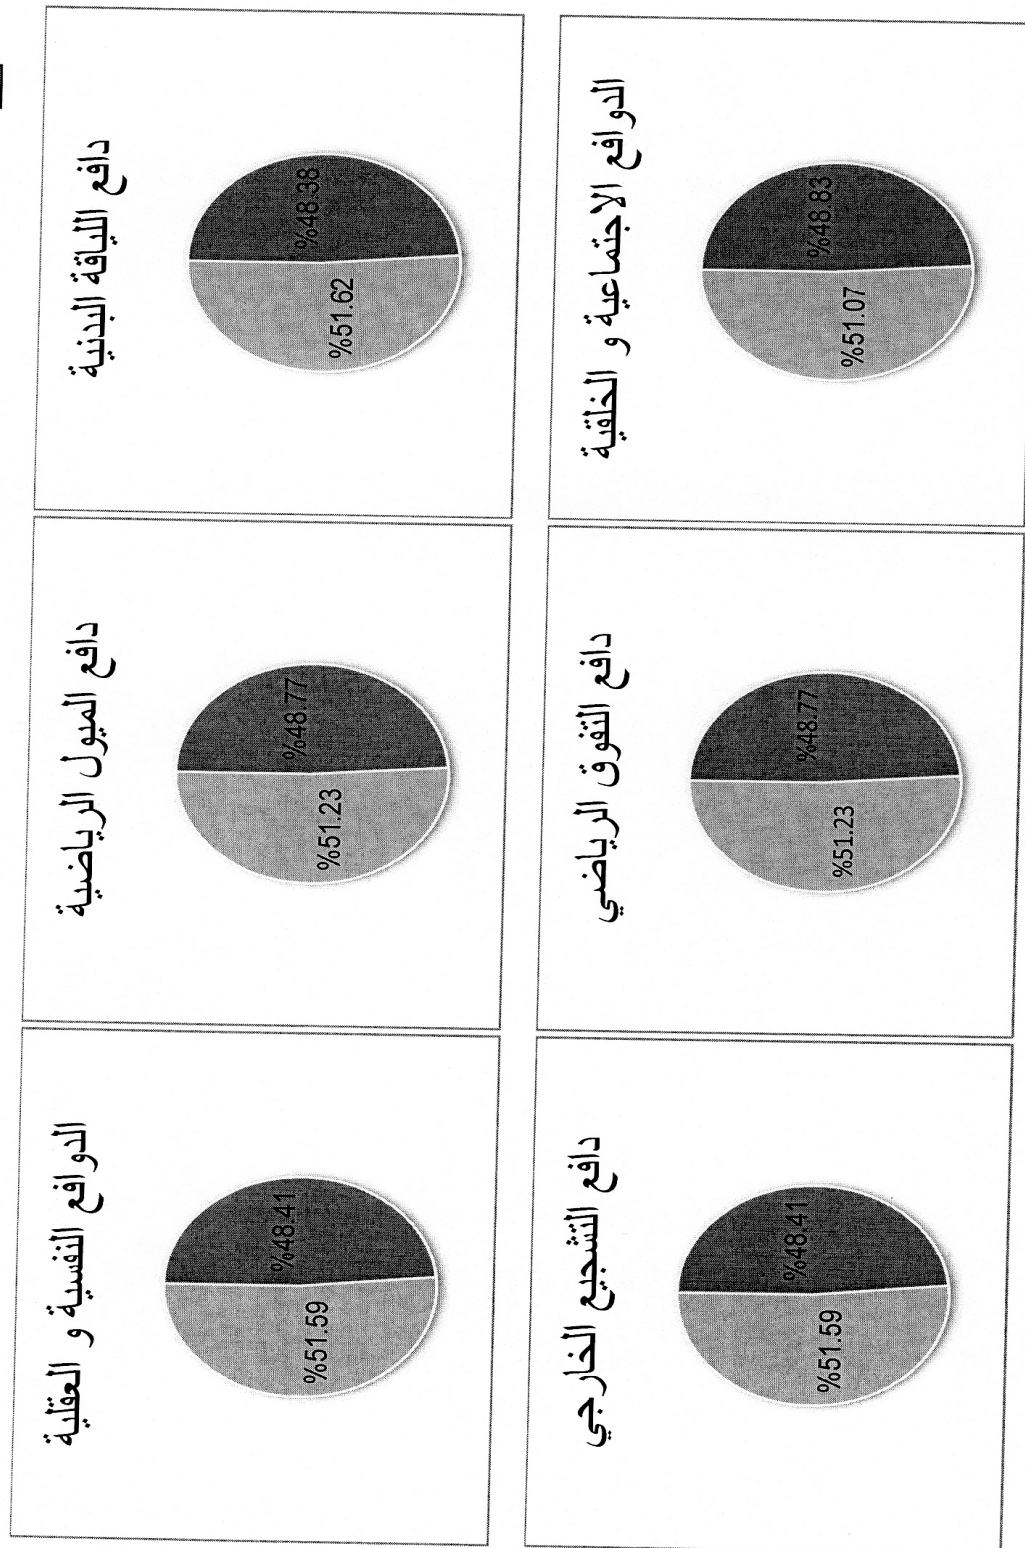 دافع اللياقة البدنية
%51.62
%48.38
دافع الميول الرياضية
%51.23
%48.77
الدوافع النفسية و العقلية
%51.59
%48.41
الدوافع الاجتماعية و الخلقية
%51.07
%48.83
دافع التفوق الرياضي
%51.23
%48.77
دافع التشجيع الخارجي
%51.59
%48.41